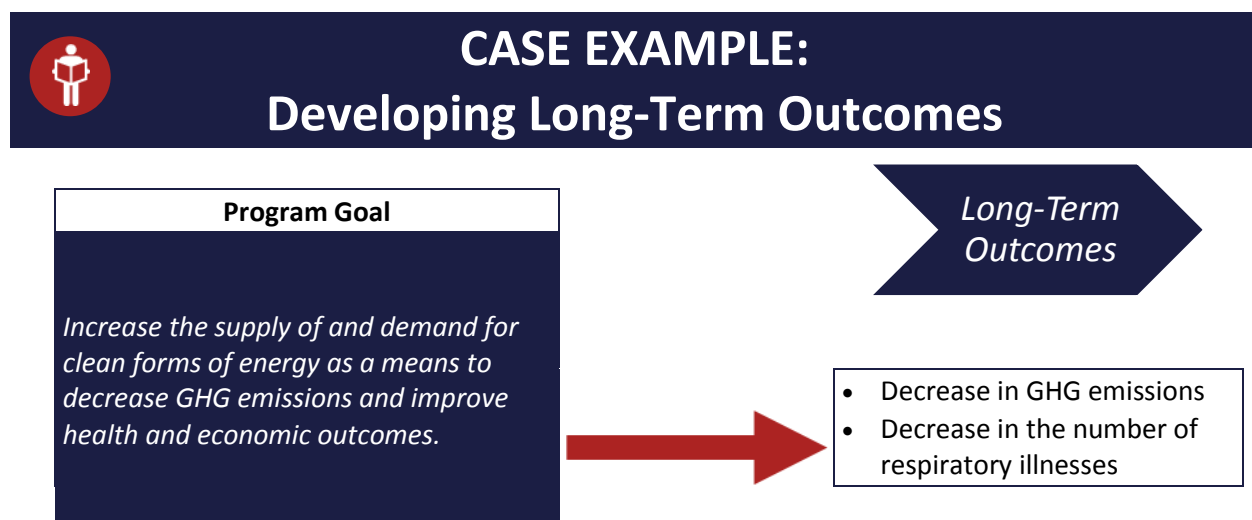 CASE EXAMPLE:
Developing Long-Term Outcomes
Program Goal
Increase the supply of and demand for
clean forms of energy as a means to
decrease GHG emissions and improve
health and economic outcomes.
Long-Term
Outcomes
• Decrease in GHG emissions
• Decrease in the number of
respiratory illnesses